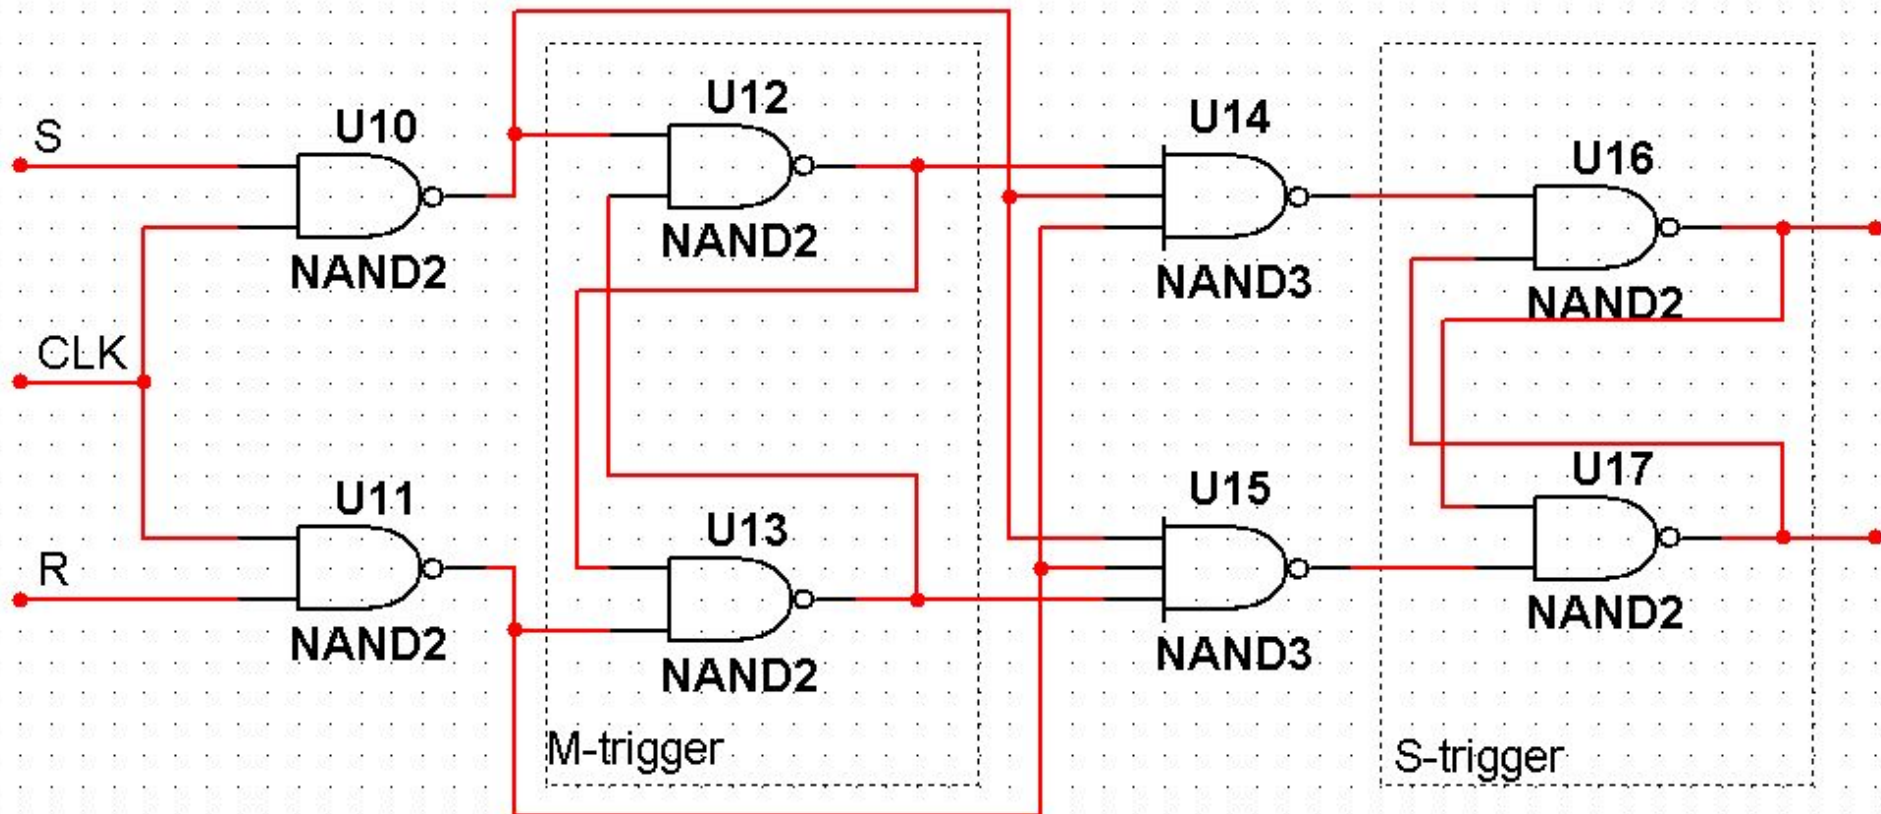 U12
U14
S
U10
U16
NAND2
NAND2
NAND3
NAND2
CLK
U11
U15
U17
R
U13
NAND2
NAND2
NAND3
NAND2
M-trigger
S-trigger